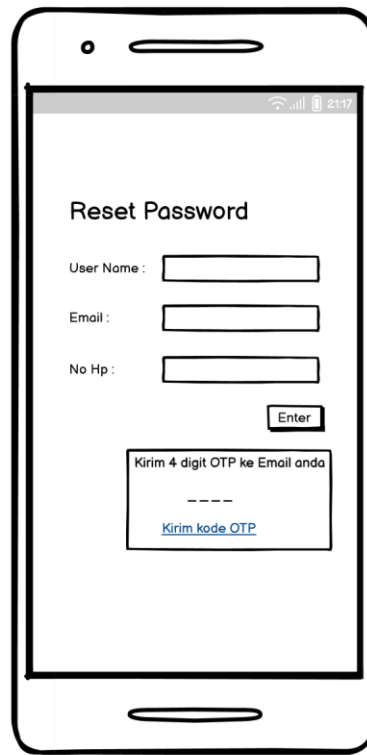 21:17
Reset Password
User Name :
Email :
No Hp :
Enter
Kirim 4 digit OTP ke Email anda
----
Kirim kode OTP